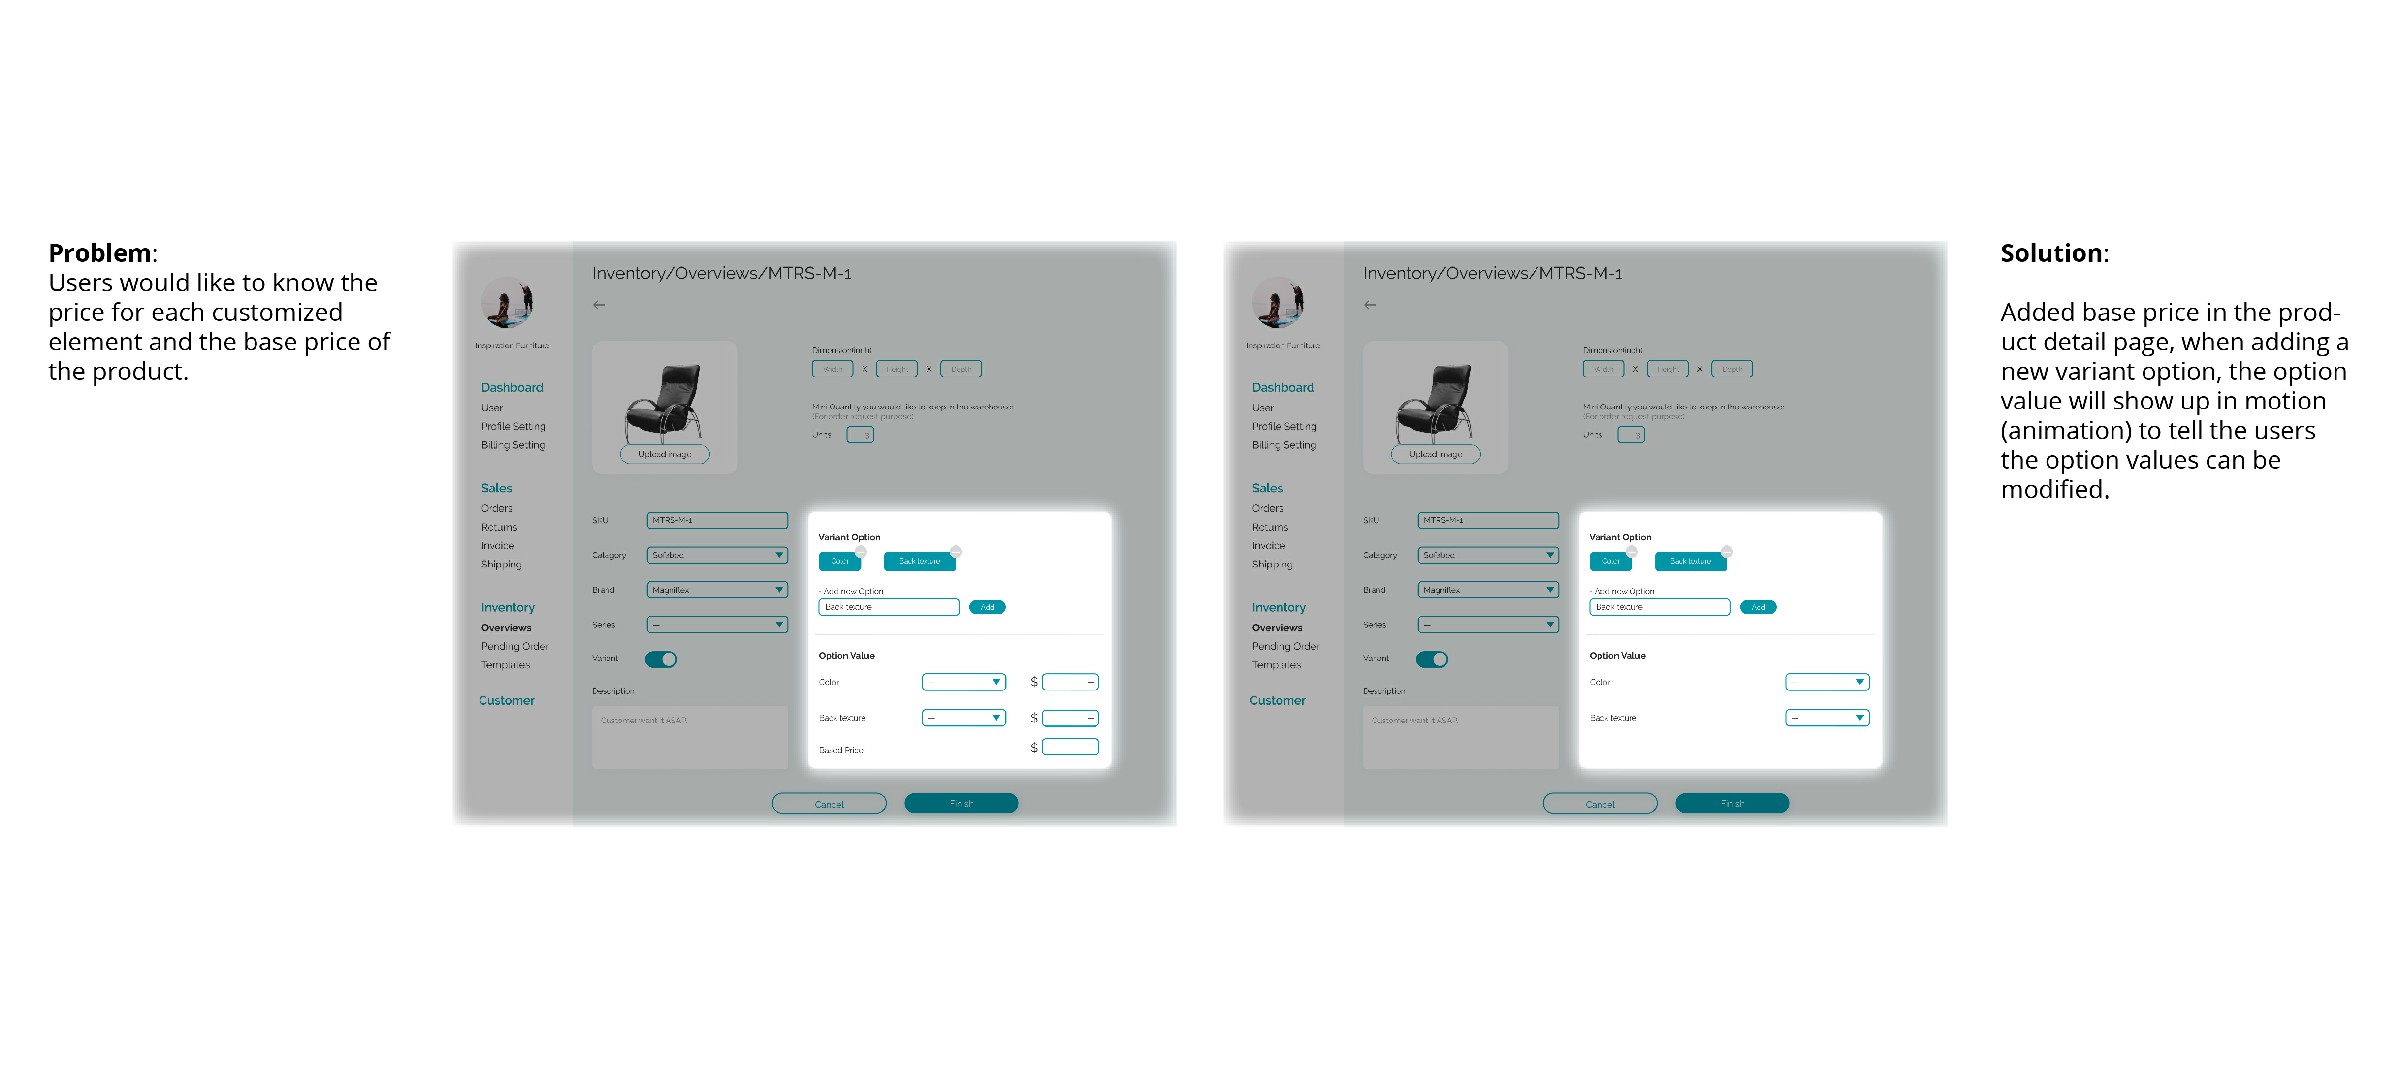 Problem:
Users would like to know the
price for each customized
element and the base price of
the product.
Inspiration Furniture
Dashboard
User
Profile Setting
Billing Setting
Sales
Orders
Returns
Invoice
Shipping
Inventory
Overviews
Pending Order
Templates
Customer
Inventory/Overviews/MTRS-M-1
Upload image
Dimension(inch)
Width X Height X Depth
Mini Quantity you would like to keep in the warehouse
(For order request purpose)
Units 3
SKU MTRS-M-1
Catagory Sofabed
Brand Magniflex
Series —
Variant
Description
Customer want it ASAP.
Variant Option
Color Back texture
+ Add new Option
Back texture Add
Option Value
Color — $ —
Back texture — $ —
Based Price $
Cancel Finish
Inspiration Furniture
Dashboard
User
Profile Setting
Billing Setting
Sales
Orders
Returns
Invoice
Shipping
Inventory
Overviews
Pending Order
Templates
Customer
Inventory/Overviews/MTRS-M-1
Upload image
Dimension(inch)
Width X Height X Depth
Mini Quantity you would like to keep in the warehouse
(For order request purpose)
Units 3
SKU MTRS-M-1
Catagory Sofabed
Brand Magniflex
Series —
Variant
Description
Customer want it ASAP.
Variant Option
Color Back texture
+ Add new Option
Back texture Add
Option Value
Color —
Back texture —
Cancel Finish
Solution:
Added base price in the prod-
uct detail page, when adding a
new variant option, the option
value will show up in motion
(animation) to tell the users
the option values can be
modified.